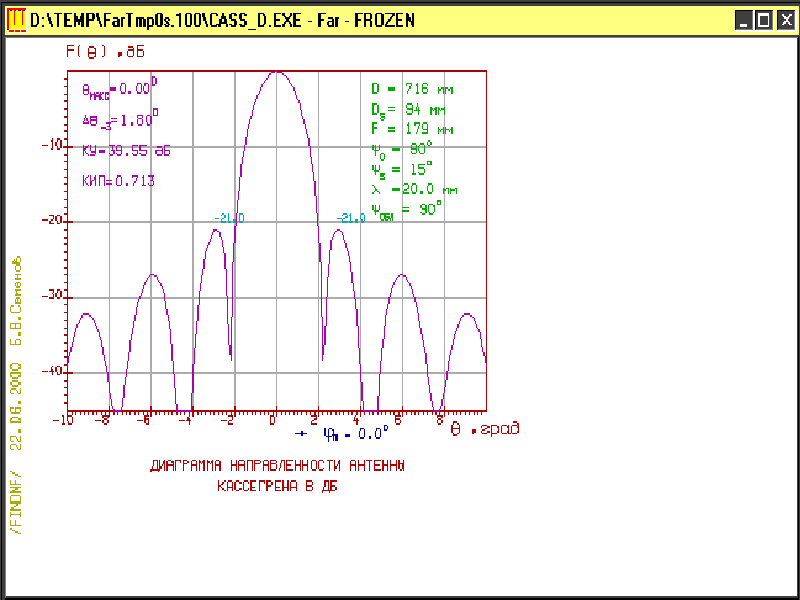 D:\TEMP\FarTmp0s.100\CASS_D.EXE - Far - FROZEN
F(θ) ,дБ
θмакс=0.00°
Δθ-3=1.80°
КУ=39.55 дБ
КИП=0.713
D = 716 мм
Ds= 94 мм
F = 179 мм
Ψ0 = 90°
Ψs = 15°
λ =20.0 мм
Ψобл = 90°
-21.0 -21.0
-10
-20
-30
-40
-10 -8 -6 -4 -2 0 2 4 6 8 θ ,град
→ φm = 0.0°
ДИАГРАММА НАПРАВЛЕННОСТИ АНТЕННЫ
КАССЕГРЕНА В ДБ
22.06.2000 Б.В.Семенов